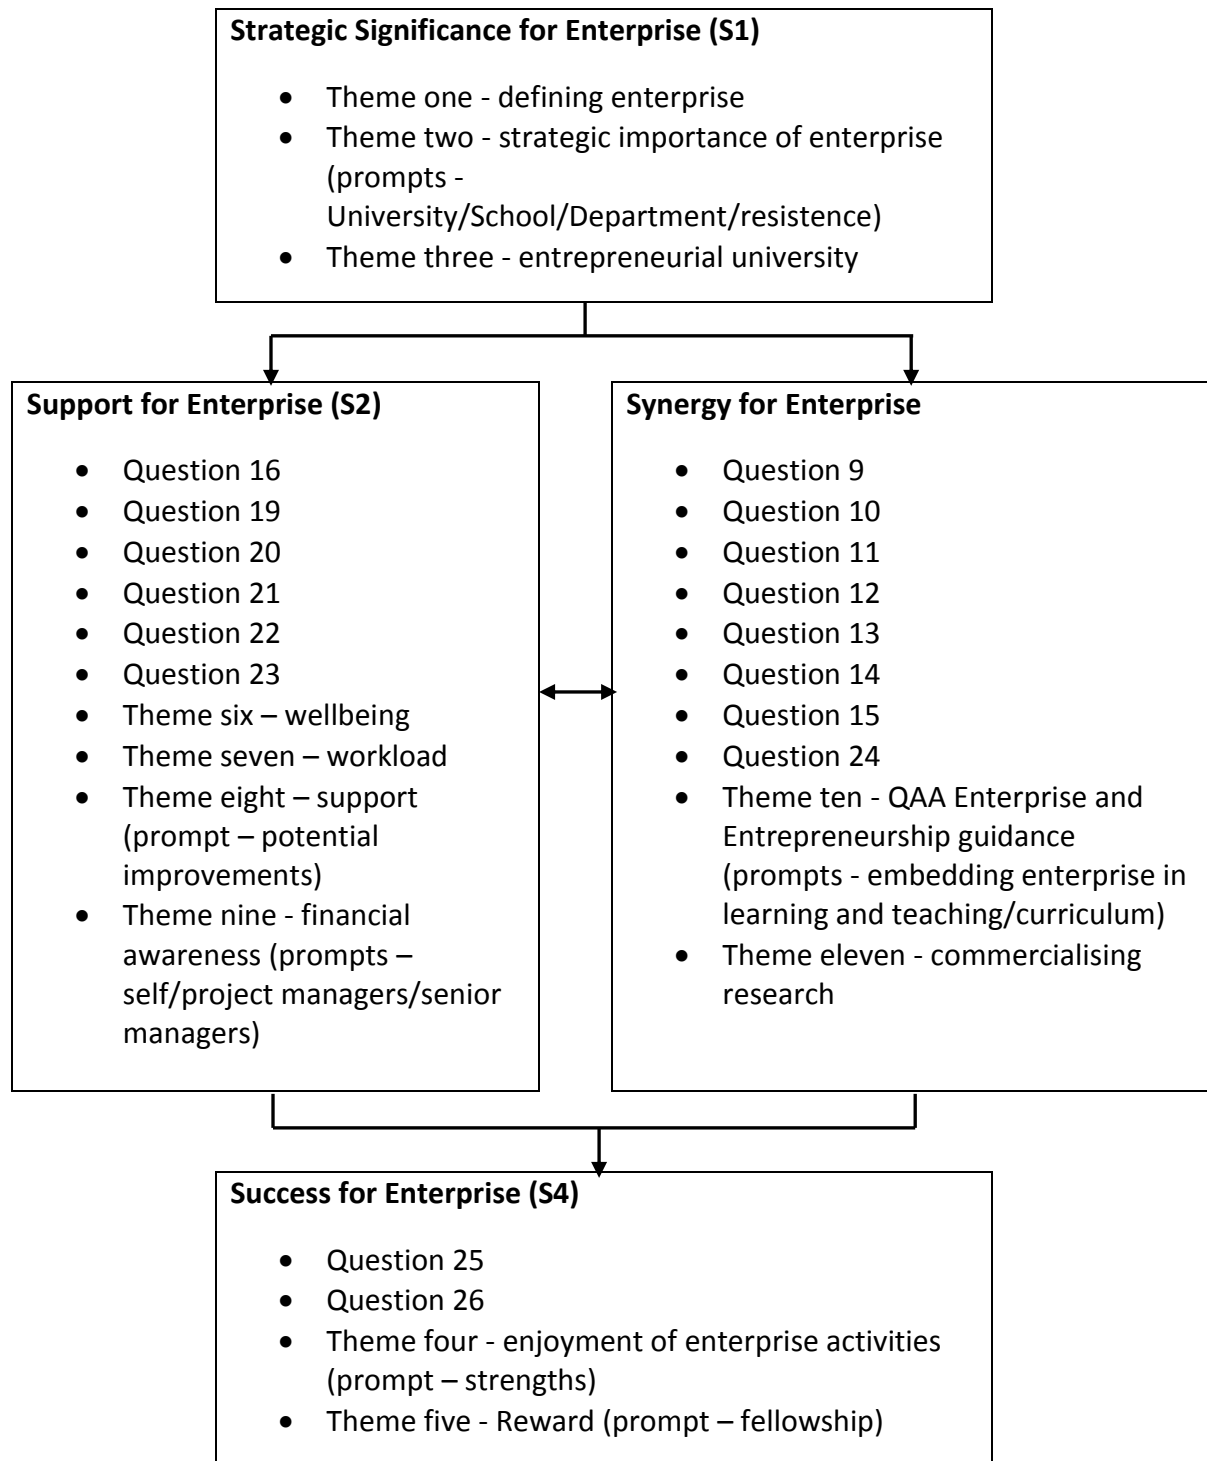 Strategic Significance for Enterprise (S1)
• Theme one - defining enterprise
• Theme two - strategic importance of enterprise
(prompts -
University/School/Department/resistence)
• Theme three - entrepreneurial university
Support for Enterprise (S2)
• Question 16
• Question 19
• Question 20
• Question 21
• Question 22
• Question 23
• Theme six – wellbeing
• Theme seven – workload
• Theme eight – support
(prompt – potential
improvements)
• Theme nine - financial
awareness (prompts –
self/project managers/senior
managers)
Synergy for Enterprise
• Question 9
• Question 10
• Question 11
• Question 12
• Question 13
• Question 14
• Question 15
• Question 24
• Theme ten - QAA Enterprise and
Entrepreneurship guidance
(prompts - embedding enterprise in
learning and teaching/curriculum)
• Theme eleven - commercialising
research
Success for Enterprise (S4)
• Question 25
• Question 26
• Theme four - enjoyment of enterprise activities
(prompt – strengths)
• Theme five - Reward (prompt – fellowship)